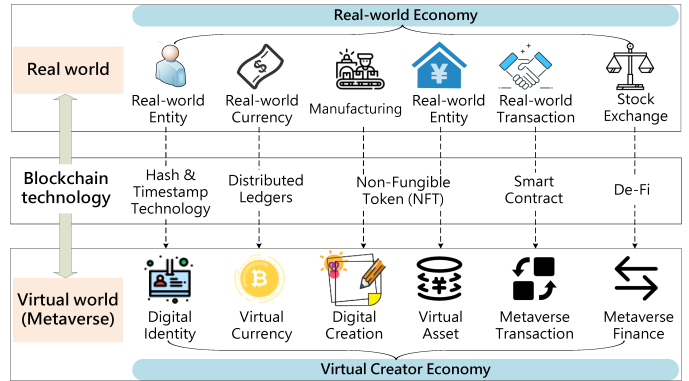 Real-world Economy
Real world
Real-world
Entity
Real-world
Currency
Manufacturing
¥
Real-world
Entity
Real-world
Transaction
Stock
Exchange
Blockchain
technology
Hash &
Timestamp
Technology
Distributed
Ledgers
Non-Fungible
Token (NFT)
Smart
Contract
De-Fi
Virtual world
(Metaverse)
Digital
Identity
Virtual
Currency
Digital
Creation
¥
Virtual
Asset
Metaverse
Transaction
Metaverse
Finance
Virtual Creator Economy